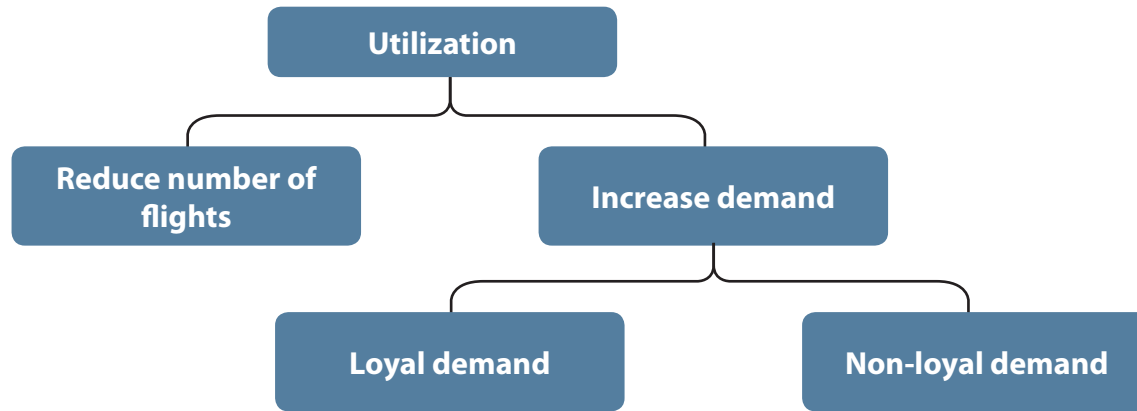 Utilization
Reduce number of
flights
Increase demand
Loyal demand
Non-loyal demand